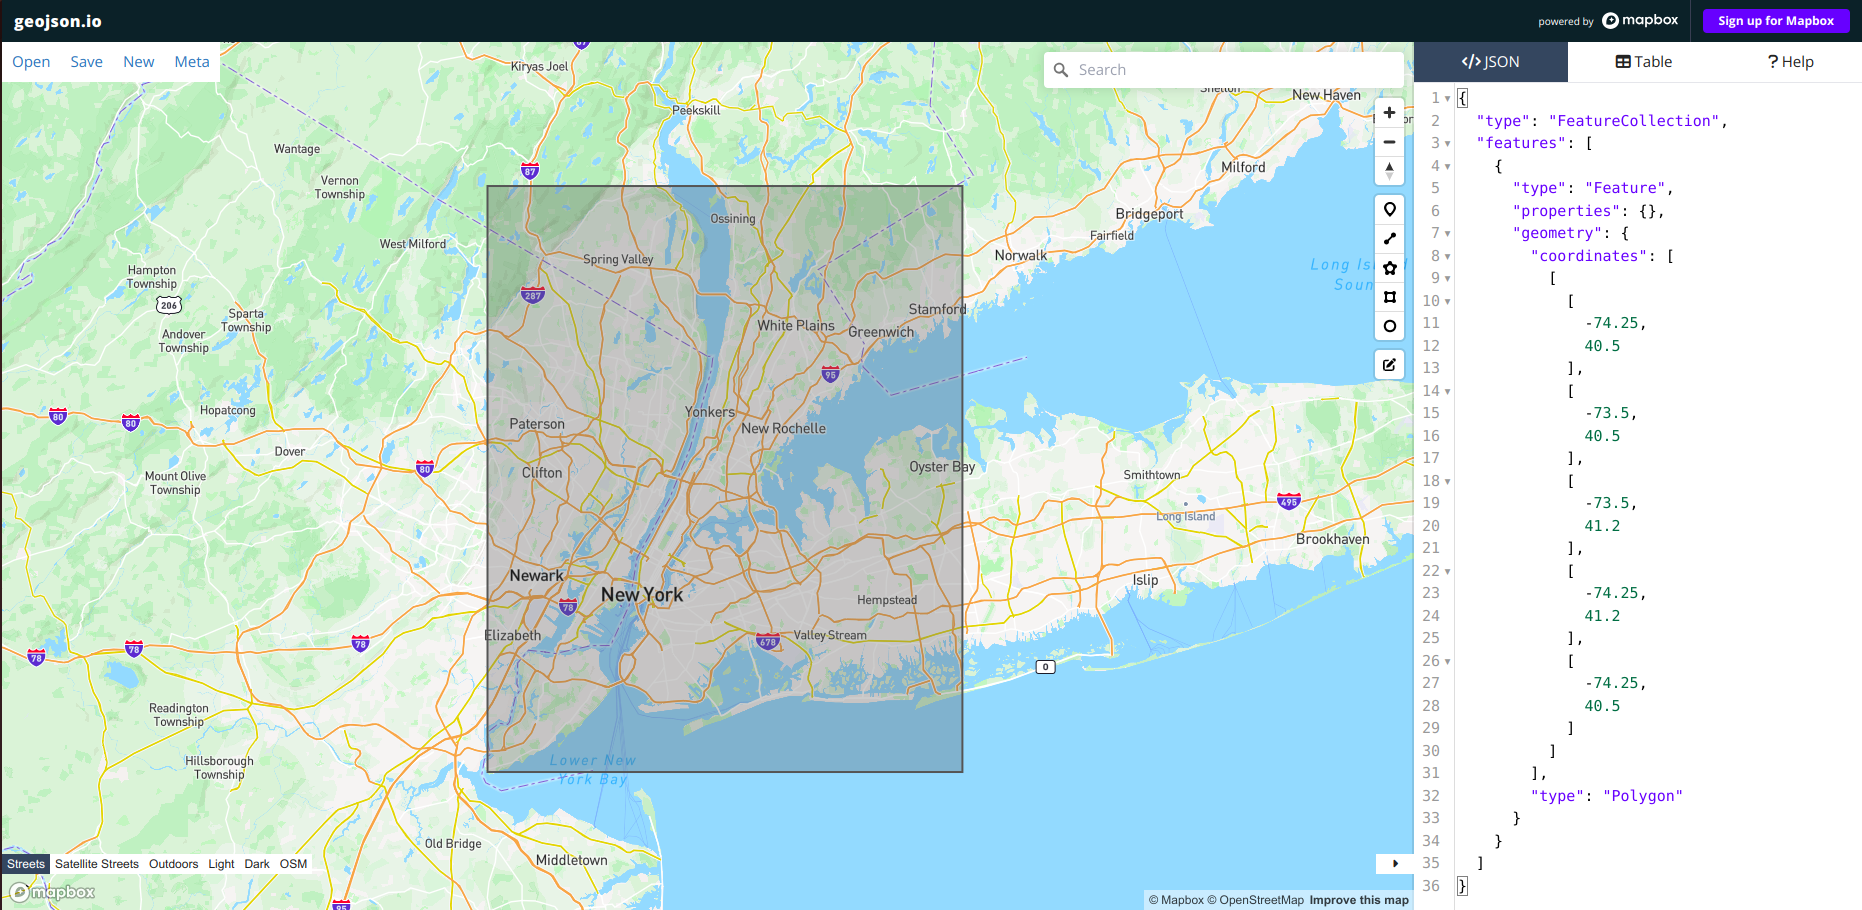 geojson.io
powered by mapbox
Sign up for Mapbox
Open Save New Meta
Search
JSON
Table
? Help
Kiryas Joel
Peekskill
Shelton
New Haven
Wantage
Vernon
Township
87
Milford
Bridgeport
Fairfield
Ossining
West Milford
Spring Valley
Norwalk
Hampton
Township
206
287
Sparta
Township
Andover
Township
Stamford
White Plains
Greenwich
95
Hopatcong
80
80
Yonkers
Paterson
New Rochelle
Dover
80
Clifton
Oyster Bay
Mount Olive
Township
Smithtown
495
Long Island
Brookhaven
Newark
New York
78
Islip
Hempstead
Elizabeth
678
Valley Stream
78
78
78
0
Readington
Township
Hillsborough
Township
Lower New
York Bay
Old Bridge
Middletown
95
Streets Satellite Streets Outdoors Light Dark OSM
mapbox
© Mapbox © OpenStreetMap Improve this map
1 {
2 "type": "FeatureCollection",
3 "features": [
4 {
5 "type": "Feature",
6 "properties": {},
7 "geometry": {
8 "coordinates": [
9 [
10 [
11 -74.25,
12 40.5
13 ],
14 [
15 -73.5,
16 40.5
17 ],
18 [
19 -73.5,
20 41.2
21 ],
22 [
23 -74.25,
24 41.2
25 ],
26 [
27 -74.25,
28 40.5
29 ]
30 ]
31 ],
32 "type": "Polygon"
33 }
34 }
35 ]
36 }